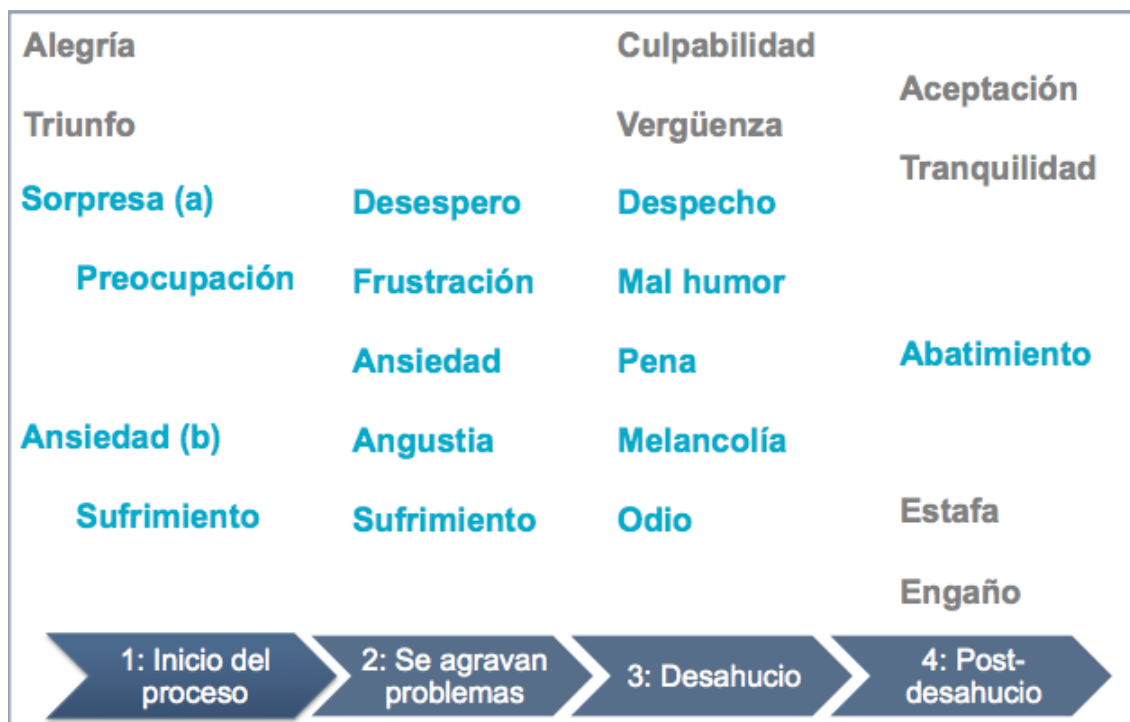 Alegría
Triunfo
Sorpresa (a)
Preocupación
Ansiedad (b)
Sufrimiento
Desespero
Frustración
Ansiedad
Angustia
Sufrimiento
Culpabilidad
Vergüenza
Despecho
Mal humor
Pena
Melancolía
Odio
Aceptación
Tranquilidad
Abatimiento
Estafa
Engaño
1: Inicio del
proceso
2: Se agravan
problemas
3: Desahucio
4: Post-
desahucio